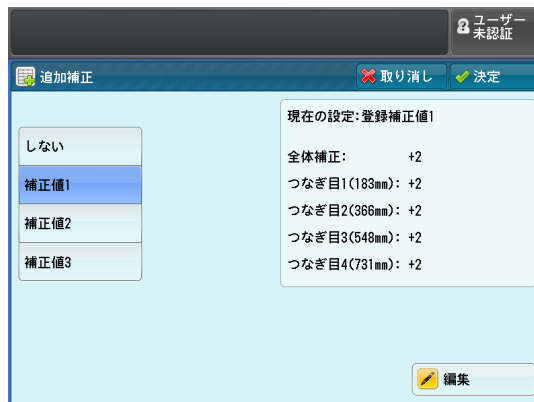 ユーザー
未認証
追加補正
取り消し
決定
しない
補正値1
補正値2
補正値3
現在の設定:登録補正値1
全体補正: +2
つなぎ目1(183mm): +2
つなぎ目2(366mm): +2
つなぎ目3(548mm): +2
つなぎ目4(731mm): +2
編集